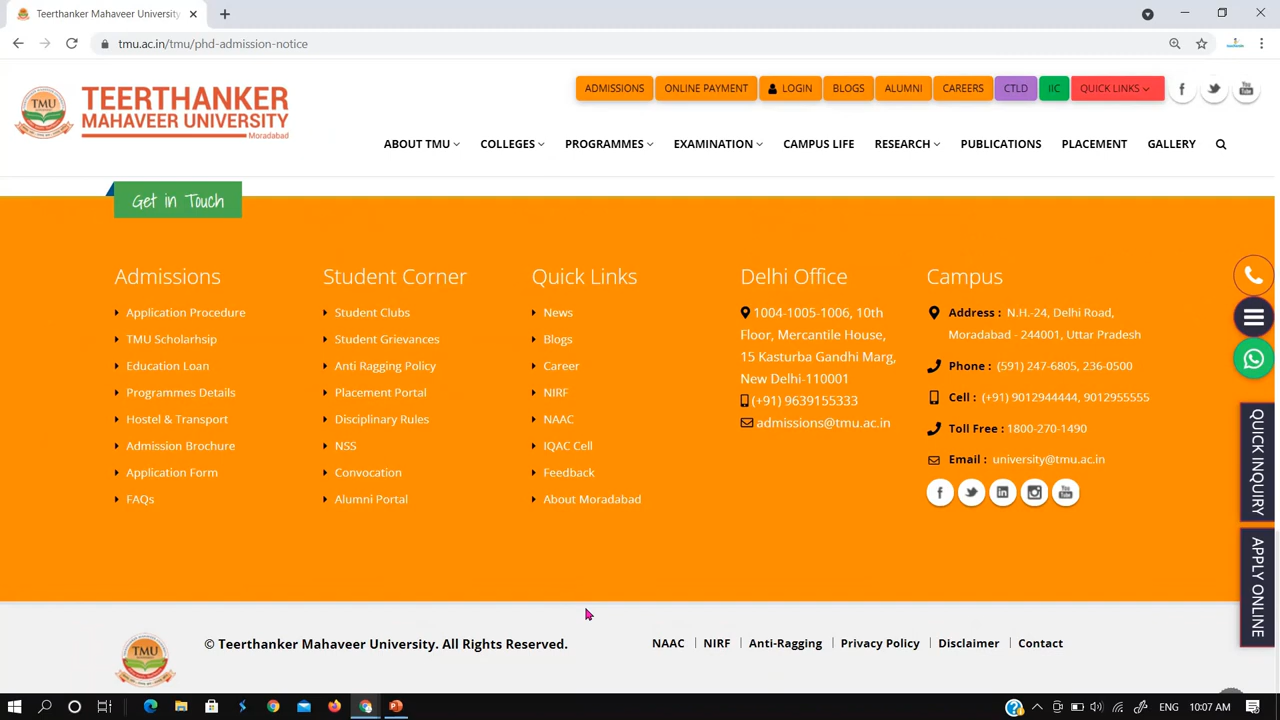 Teerthanker Mahaveer University
tmu.ac.in/tmu/phd-admission-notice
TMU
TEERTHANKER
MAHAVEER UNIVERSITY
Moradabad
ADMISSIONS
ONLINE PAYMENT
LOGIN
BLOGS
ALUMNI
CAREERS
CTLD
IIC
QUICK LINKS
ABOUT TMU
COLLEGES
PROGRAMMES
EXAMINATION
CAMPUS LIFE
RESEARCH
PUBLICATIONS
PLACEMENT
GALLERY
Get in Touch
Admissions
Application Procedure
TMU Scholarhsip
Education Loan
Programmes Details
Hostel & Transport
Admission Brochure
Application Form
FAQs
Student Corner
Student Clubs
Student Grievances
Anti Ragging Policy
Placement Portal
Disciplinary Rules
NSS
Convocation
Alumni Portal
Quick Links
News
Blogs
Career
NIRF
NAAC
IQAC Cell
Feedback
About Moradabad
Delhi Office
1004-1005-1006, 10th
Floor, Mercantile House,
15 Kasturba Gandhi Marg,
New Delhi-110001
(+91) 9639155333
admissions@tmu.ac.in
Campus
Address : N.H.-24, Delhi Road,
Moradabad - 244001, Uttar Pradesh
Phone : (591) 247-6805, 236-0500
Cell : (+91) 9012944444, 9012955555
Toll Free : 1800-270-1490
Email : university@tmu.ac.in
QUICK INQUIRY
APPLY ONLINE
TMU
© Teerthanker Mahaveer University. All Rights Reserved.
NAAC
NIRF
Anti-Ragging
Privacy Policy
Disclaimer
Contact
ENG
10:07 AM